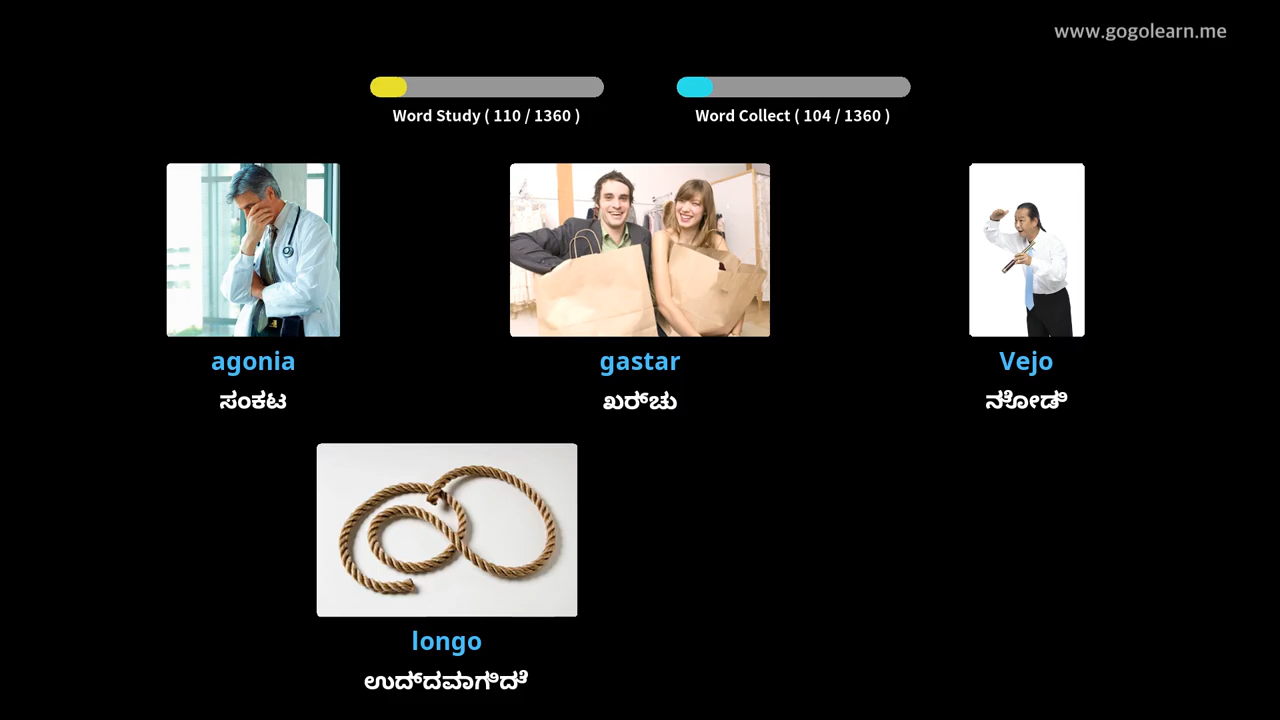 www.gogolearn.me
Word Study ( 110 / 1360 )
Word Collect ( 104 / 1360 )
agonia
gastar
Vejo
ಸಂಕಟ
ಖರ್ಚು
ನೋಡಿ
longo
ಉದ್ದವಾಗಿದೆ